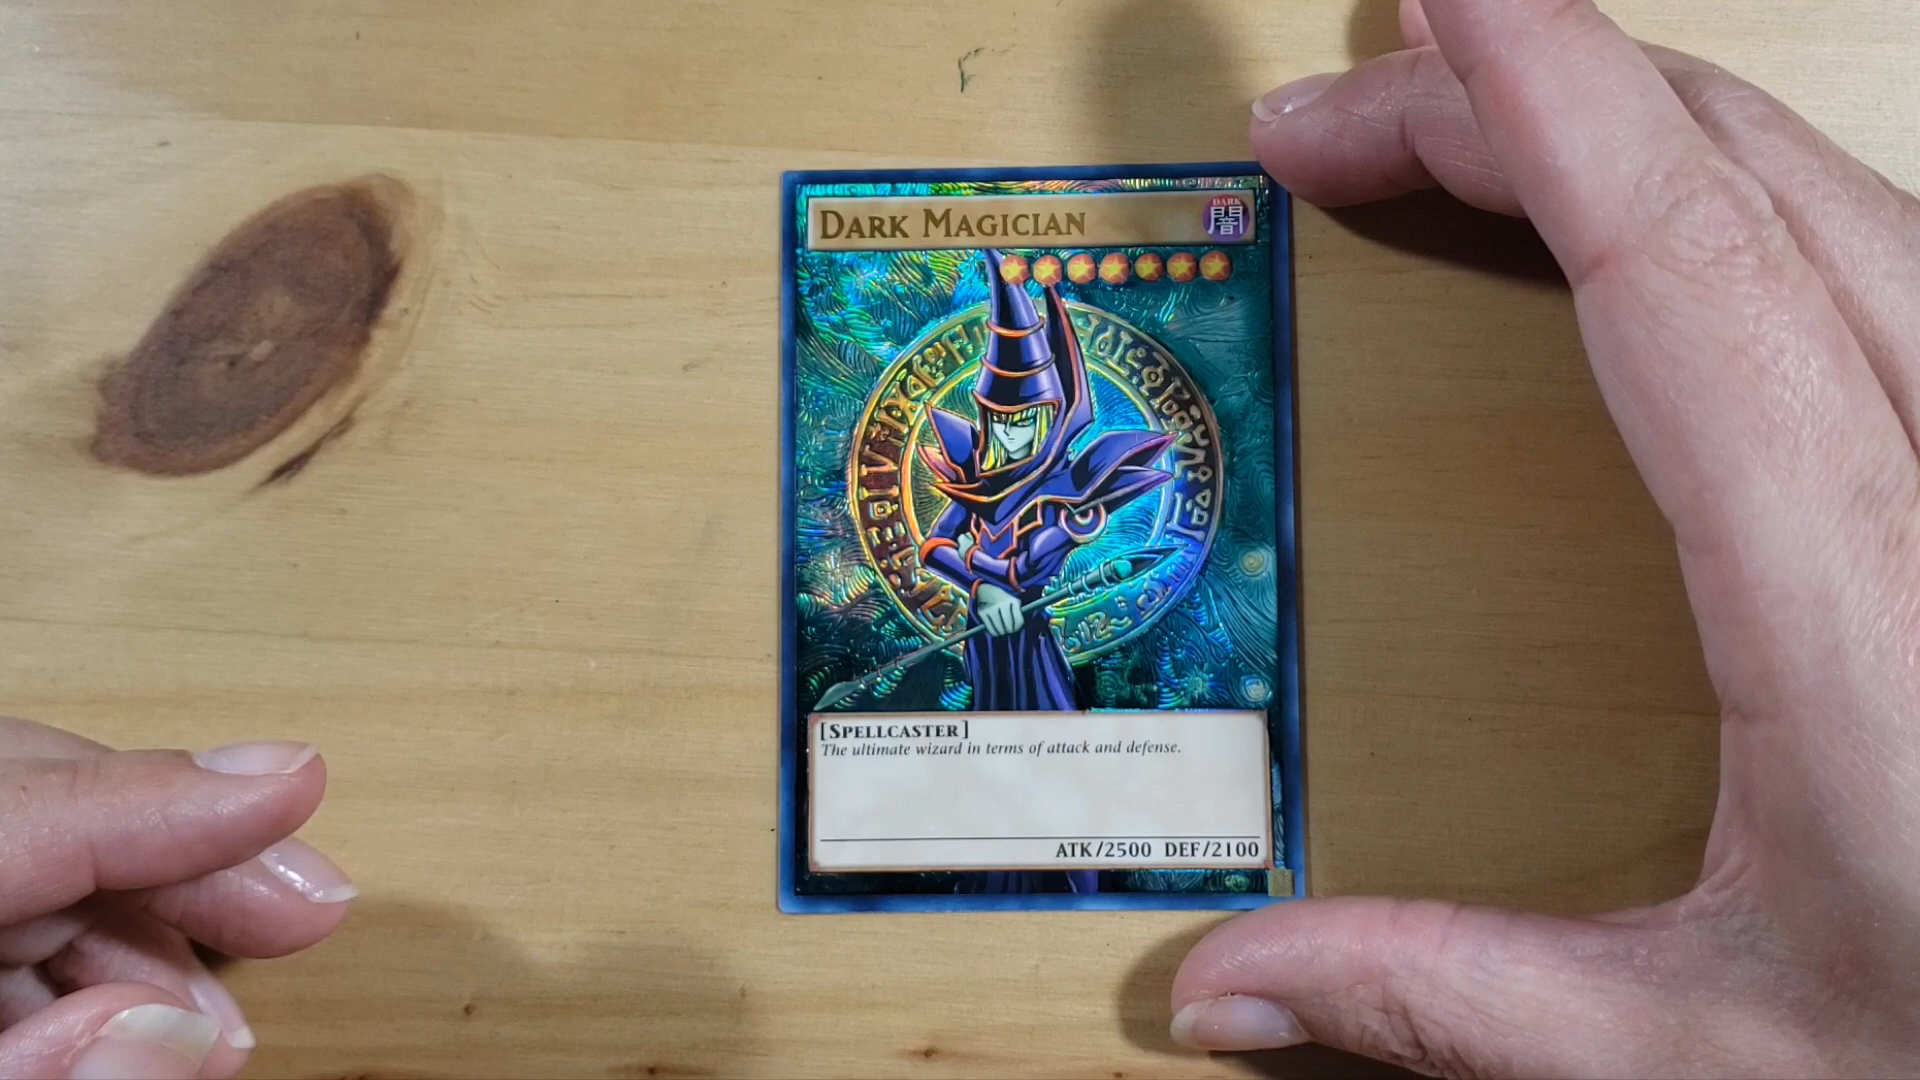 DARK MAGICIAN
DARK
闇
[SPELLCASTER]
The ultimate wizard in terms of attack and defense.
ATK/2500 DEF/2100